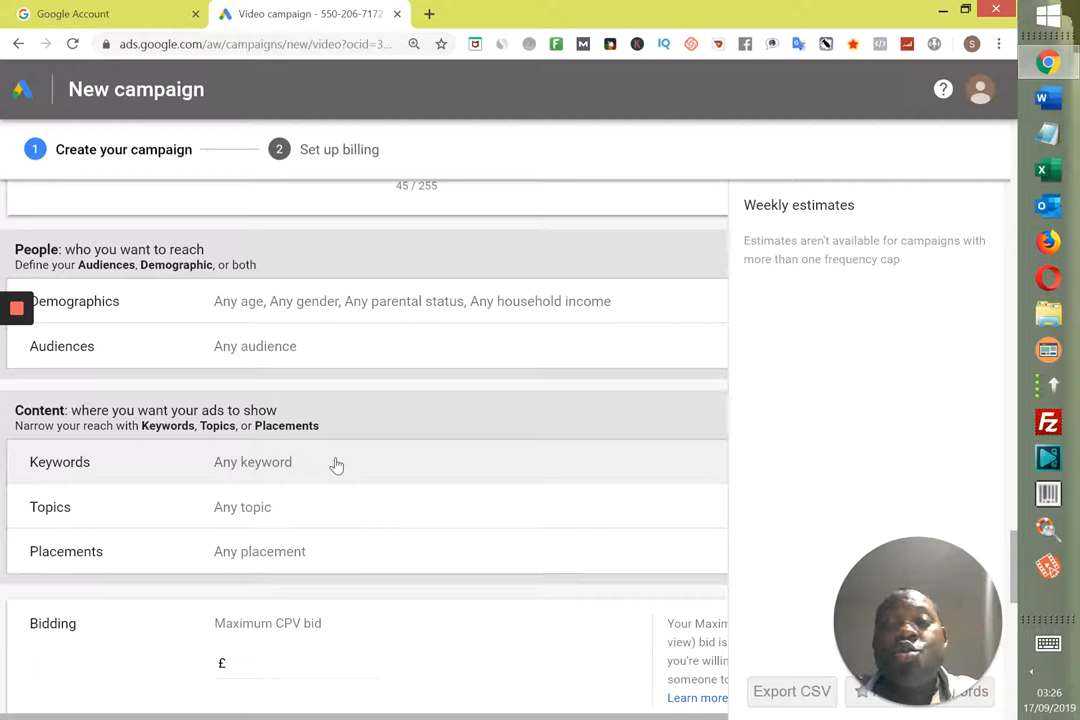 Google Account
Video campaign - 550-206-7172
ads.google.com/aw/campaigns/new/video?ocid=3...
IQ
S
New campaign
?
1 Create your campaign
2 Set up billing
45 / 255
Weekly estimates
Estimates aren't available for campaigns with
more than one frequency cap
People: who you want to reach
Define your Audiences, Demographic, or both
Demographics Any age, Any gender, Any parental status, Any household income
Audiences Any audience
Content: where you want your ads to show
Narrow your reach with Keywords, Topics, or Placements
Keywords Any keyword
Topics Any topic
Placements Any placement
Bidding
Maximum CPV bid
£
Your Maxim
view) bid is
you're willin
someone to
Learn more
Export CSV
03:26
17/09/2019